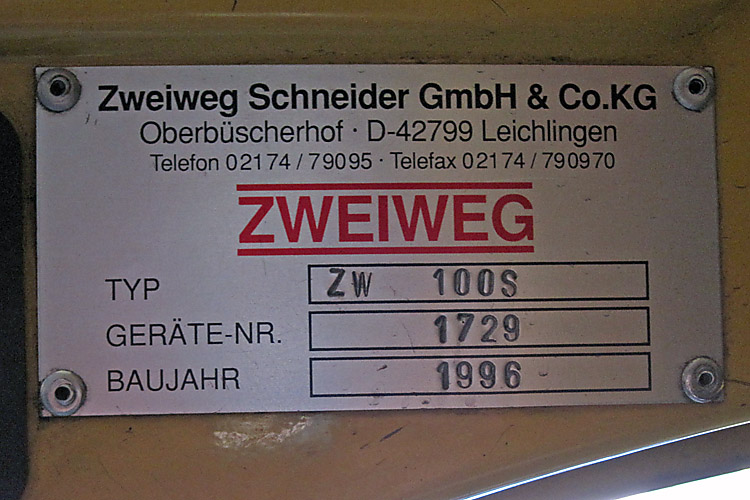 Zweiweg Schneider GmbH & Co.KG
Oberbüscherhof · D-42799 Leichlingen
Telefon 02174 / 79095 · Telefax 02174 / 790970
ZWEIWEG
TYP ZW 100S
GERÄTE-NR. 1729
BAUJAHR 1996